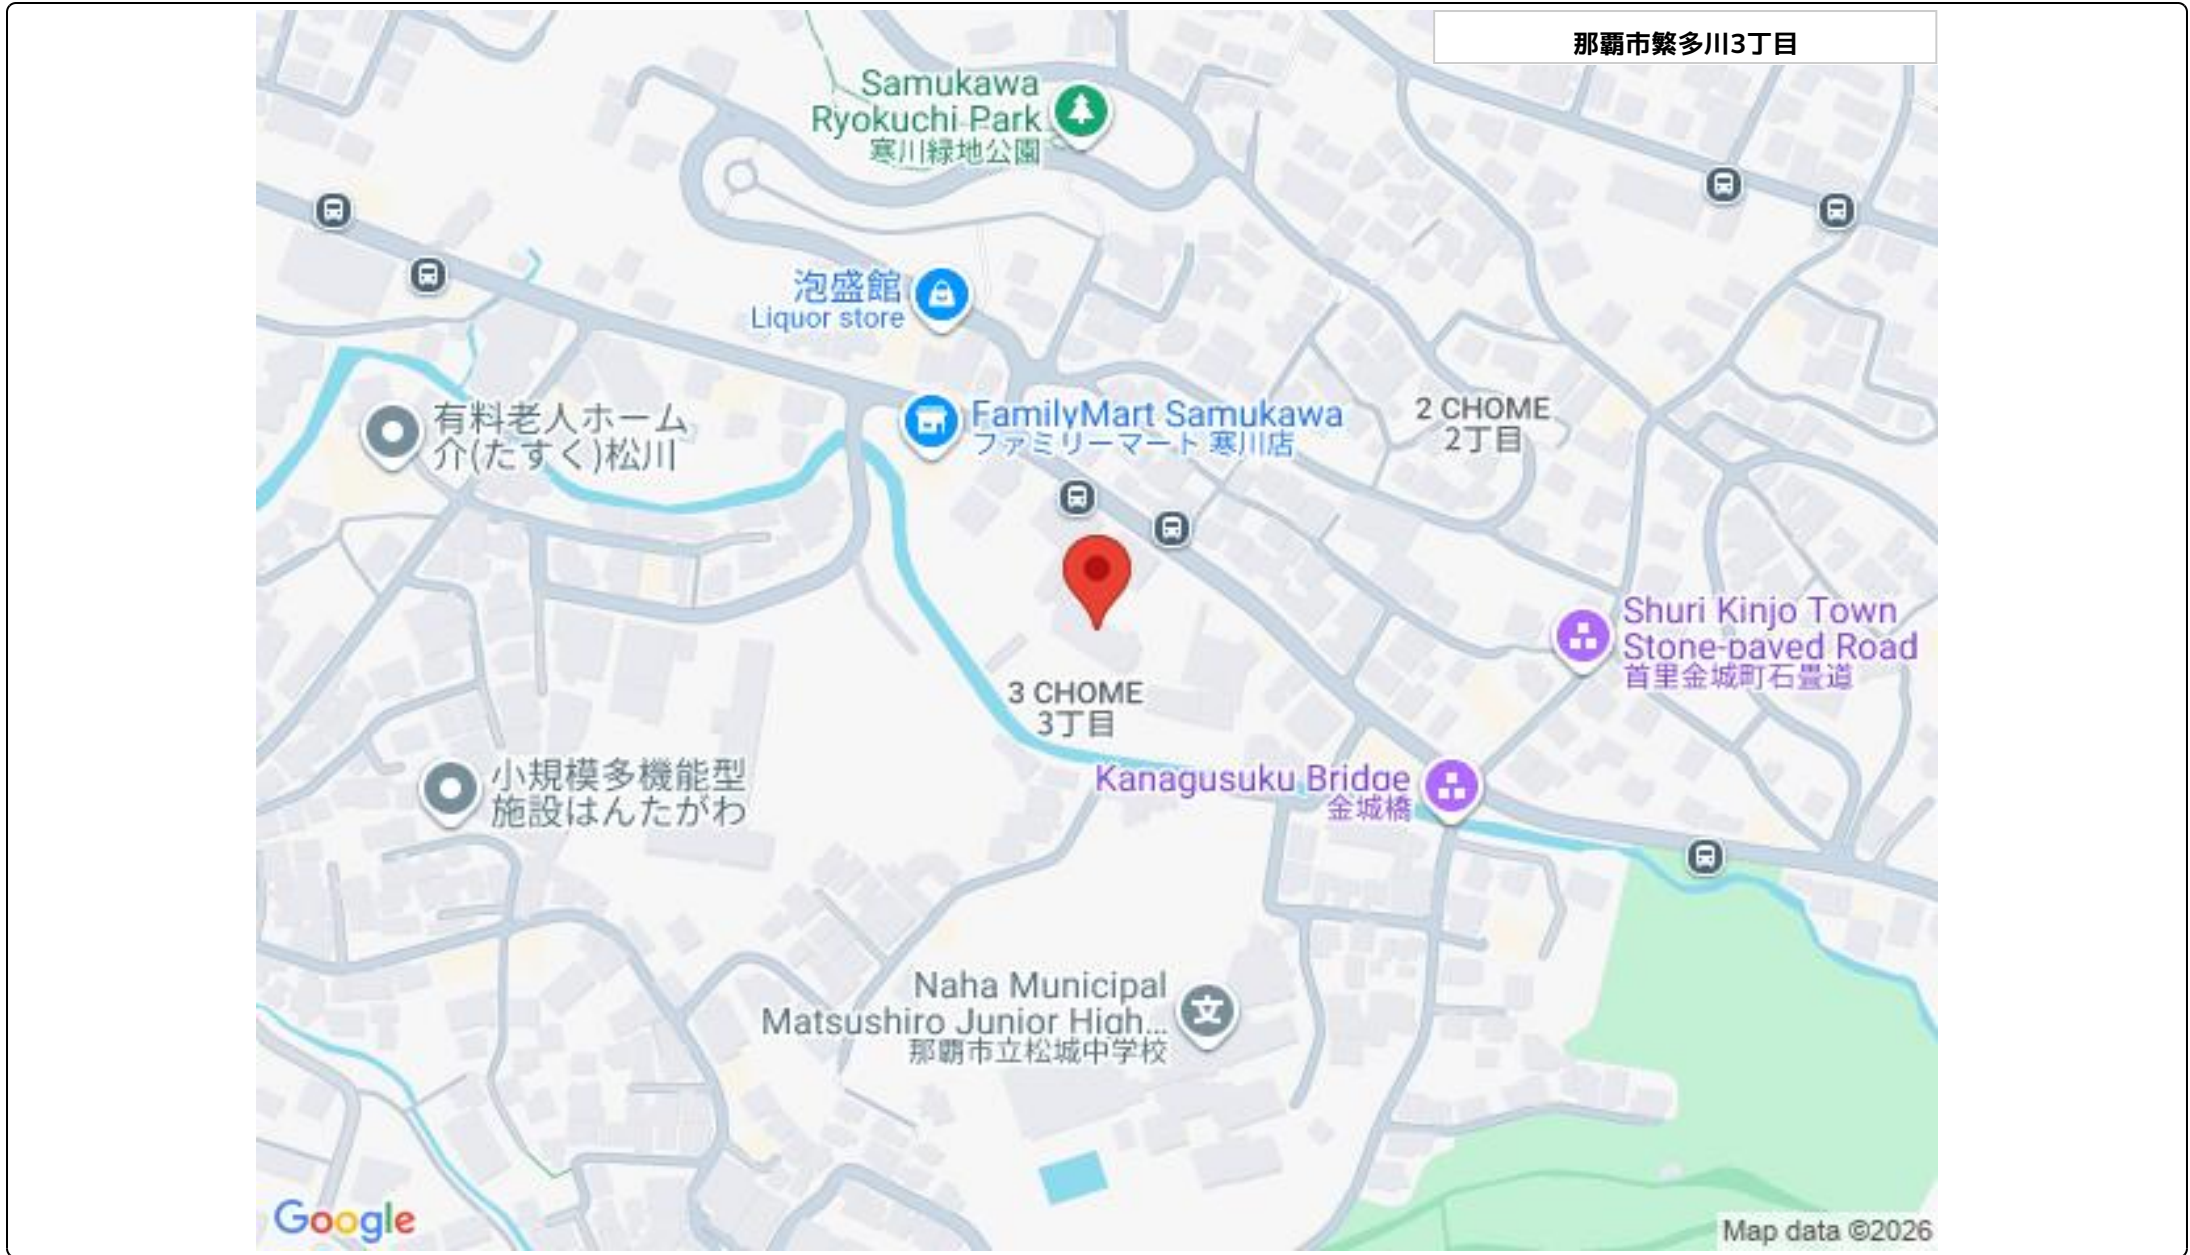 那覇市繁多川3丁目
Samukawa
Ryokuchi Park
寒川緑地公園
泡盛館
Liquor store
FamilyMart Samukawa
ファミリーマート 寒川店
2 CHOME
2丁目
有料老人ホーム
介(たすく)松川
Shuri Kinjo Town
Stone-paved Road
首里金城町石畳道
3 CHOME
3丁目
Kanagusuku Bridge
金城橋
小規模多機能型
施設はんたがわ
Naha Municipal
Matsushiro Junior High...
那覇市立松城中学校
文
Google
Map data ©2026